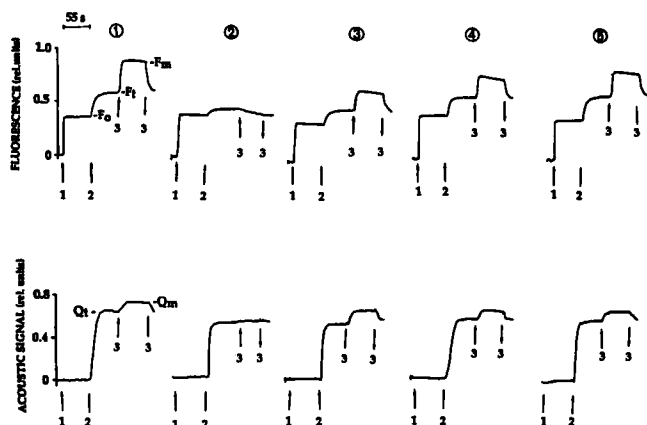 55 s
① ② ③ ④ ⑤
FLUORESCENCE (rel. units)
1.0
0.5
0
-Fm
-Ft
-Fo
3 3 3 3 3 3 3 3 3 3
1 2 1 2 1 2 1 2 1 2
ACOUSTIC SIGNAL (rel. units)
0.8
0.4
0
Qt -
-Qm
3 3 3 3 3 3 3 3 3 3
1 2 1 2 1 2 1 2 1 2